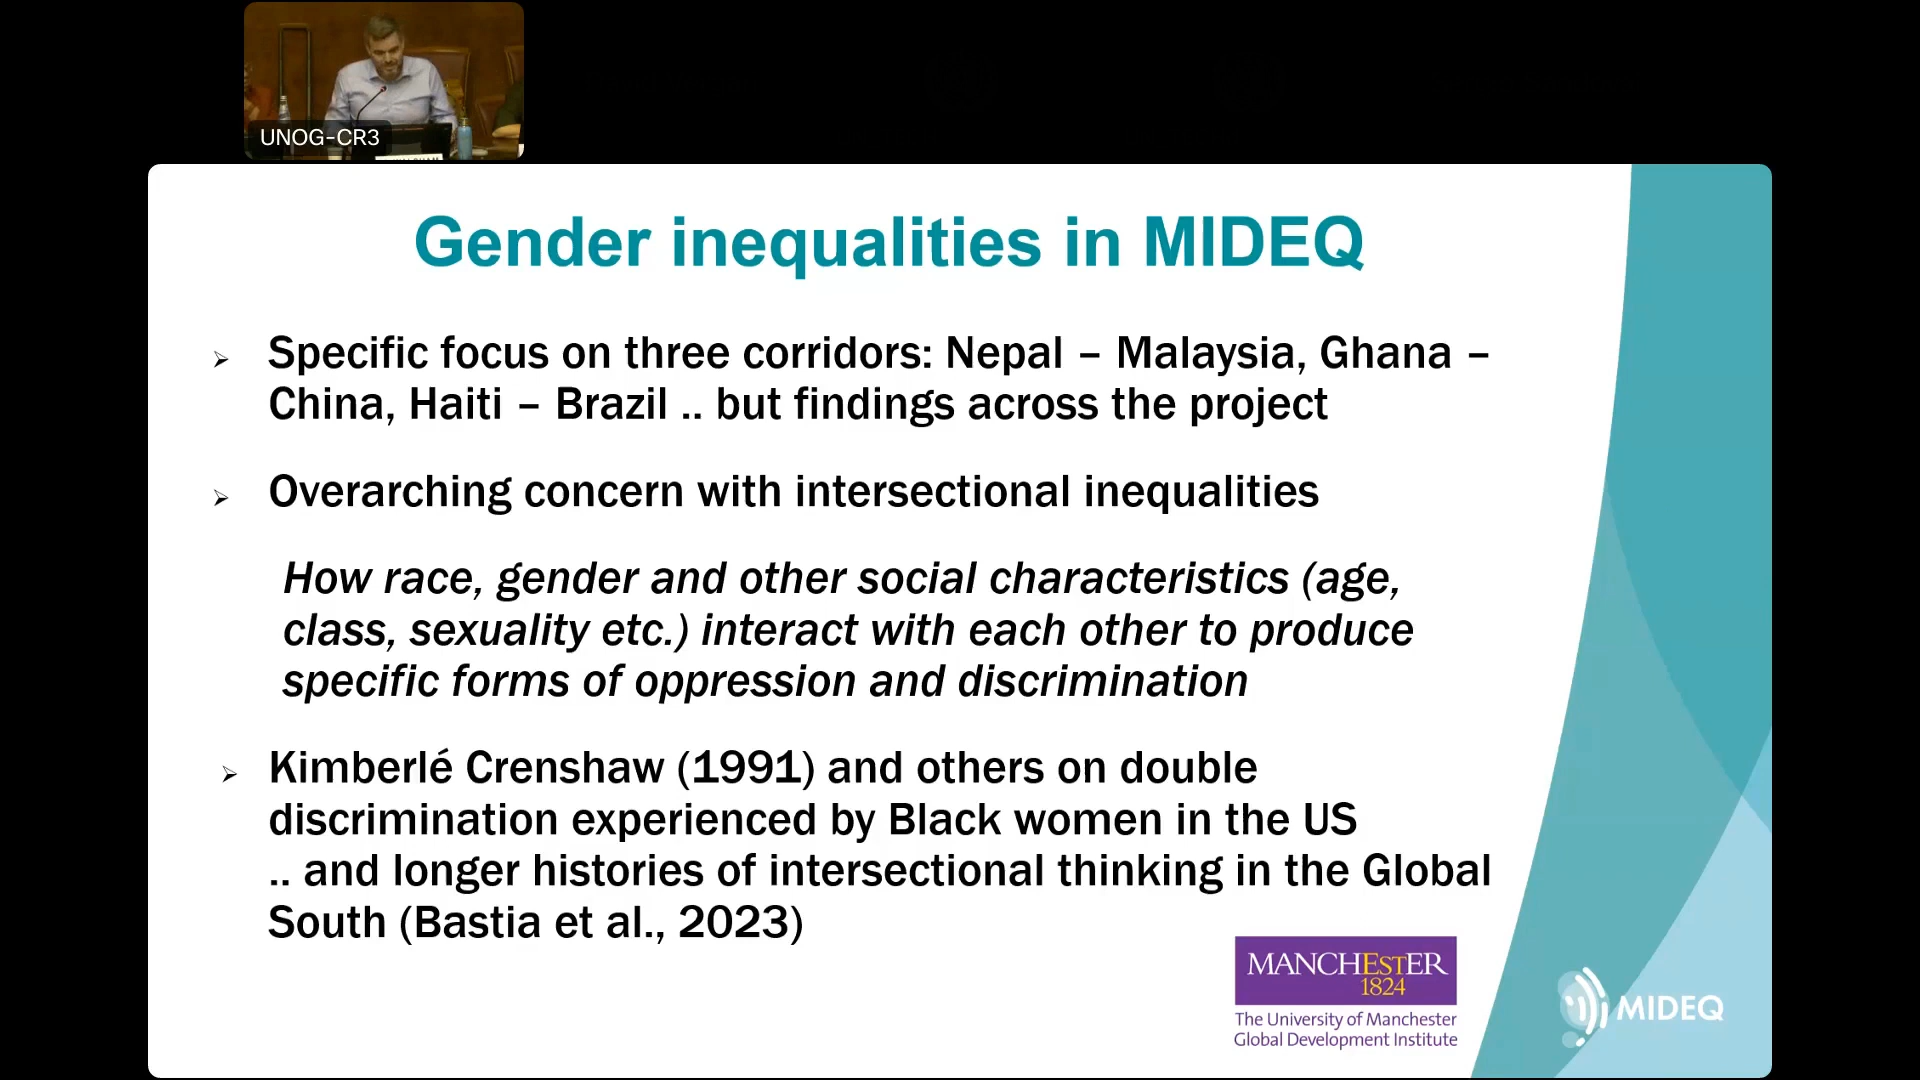 UNOG-CR3
Gender inequalities in MIDEQ
Specific focus on three corridors: Nepal – Malaysia, Ghana –
China, Haiti – Brazil .. but findings across the project
Overarching concern with intersectional inequalities
How race, gender and other social characteristics (age,
class, sexuality etc.) interact with each other to produce
specific forms of oppression and discrimination
Kimberlé Crenshaw (1991) and others on double
discrimination experienced by Black women in the US
.. and longer histories of intersectional thinking in the Global
South (Bastia et al., 2023)
MANCHESTER
1824
The University of Manchester
Global Development Institute
MIDEQ